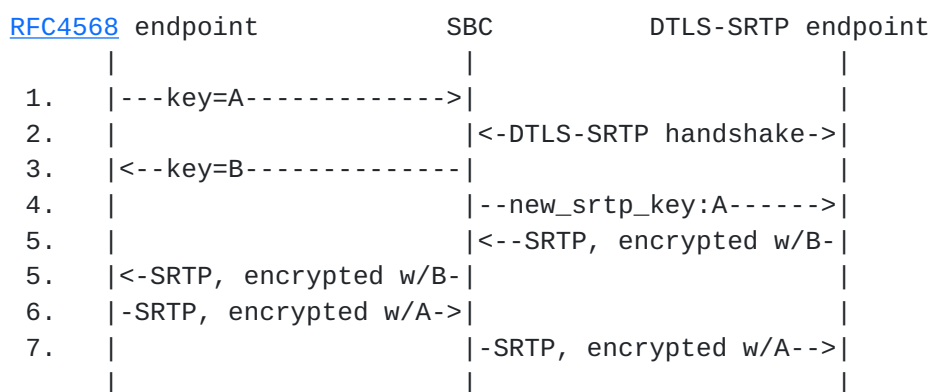 RFC4568 endpoint                SBC             DTLS-SRTP endpoint
      |                          |                           |
 1.   |---key=A------------->|                           |
 2.   |                          |<-DTLS-SRTP handshake->|
 3.   |<--key=B--------------|                           |
 4.   |                          |--new_srtp_key:A------>|
 5.   |                          |<--SRTP, encrypted w/B-|
 5.   |<-SRTP, encrypted w/B-|                           |
 6.   |-SRTP, encrypted w/A->|                           |
 7.   |                          |-SRTP, encrypted w/A-->|
      |                          |                           |